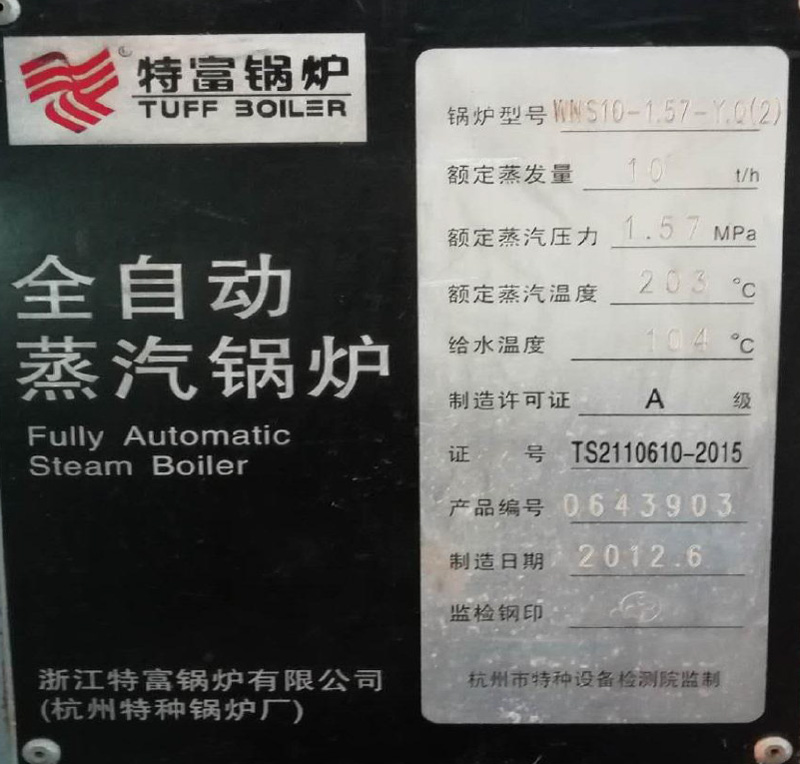 特富锅炉
TUFF BOILER
全自动
蒸汽锅炉
Fully Automatic
Steam Boiler
浙江特富锅炉有限公司
(杭州特种锅炉厂)
锅炉型号 WNS10-1.57-Y.Q(2)
额定蒸发量 10 t/h
额定蒸汽压力 1.57 MPa
额定蒸汽温度 203 °C
给水温度 104 °C
制造许可证 A 级
证 号 TS2110610-2015
产品编号 0643903
制造日期 2012.6
监检钢印
杭州市特种设备检测院监制